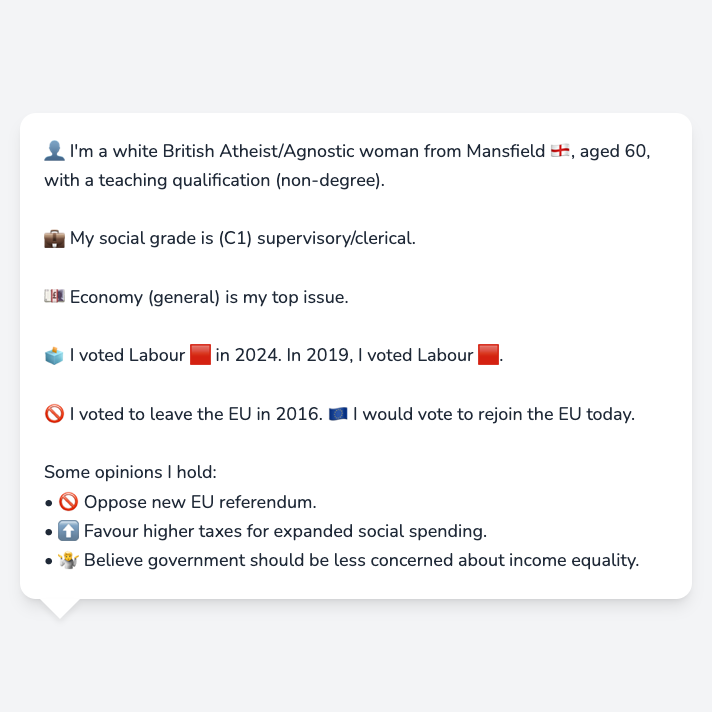 👤 I'm a white British Atheist/Agnostic woman from Mansfield 🏴󠁧󠁢󠁥󠁮󠁧󠁿, aged 60,
with a teaching qualification (non-degree).
💼 My social grade is (C1) supervisory/clerical.
💷 Economy (general) is my top issue.
🗳️ I voted Labour 🟥 in 2024. In 2019, I voted Labour 🟥.
🚫 I voted to leave the EU in 2016. 🇪🇺 I would vote to rejoin the EU today.
Some opinions I hold:
• 🚫 Oppose new EU referendum.
• ⬆️ Favour higher taxes for expanded social spending.
• 🤷 Believe government should be less concerned about income equality.